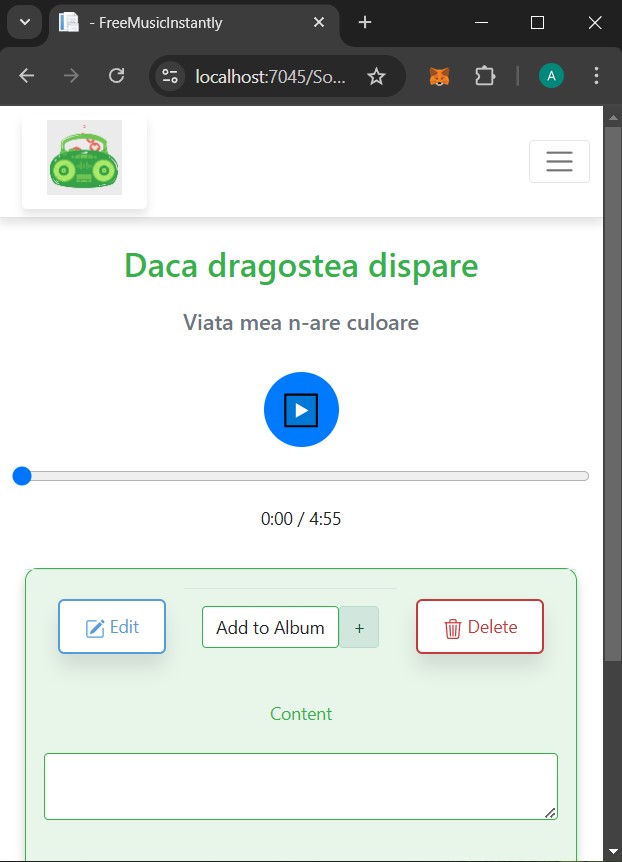 - FreeMusicInstantly
localhost:7045/So...
A
Daca dragostea dispare
Viata mea n-are culoare
0:00 / 4:55
Edit
Add to Album
+
Delete
Content